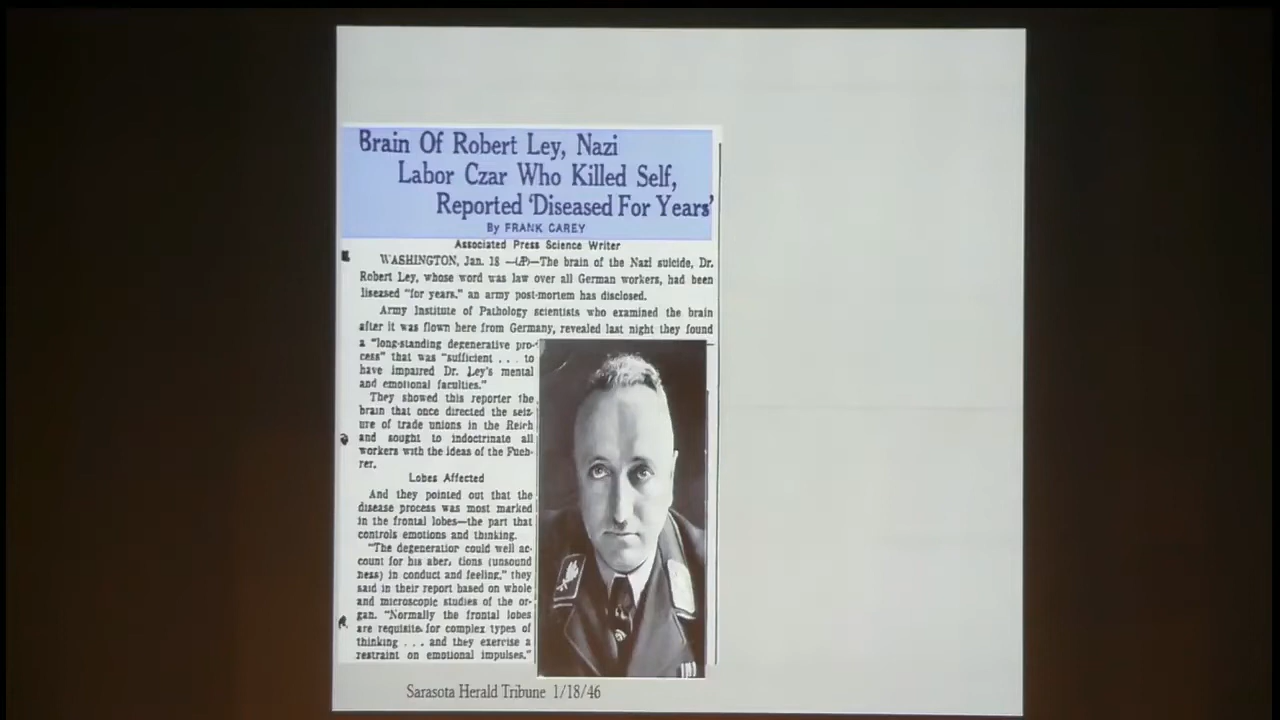 Brain Of Robert Ley, Nazi
Labor Czar Who Killed Self,
Reported 'Diseased For Years'
By FRANK CAREY
Associated Press Science Writer
WASHINGTON, Jan. 18 —(AP)—The brain of the Nazi suicide, Dr.
Robert Ley, whose word was law over all German workers, had been
liseased "for years," an army post-mortem has disclosed.
Army Institute of Pathology scientists who examined the brain
after it was flown here from Germany, revealed last night they found
a "long-standing degenerative pro-
cess" that was "sufficient . . . to
have impaired Dr. Ley's mental
and emotional faculties."
They showed this reporter the
brain that once directed the seiz-
ure of trade unions in the Reich
and sought to indoctrinate all
workers with the ideas of the Fueh-
rer.
Lobes Affected
And they pointed out that the
disease process was most marked
in the frontal lobes—the part that
controls emotions and thinking.
"The degeneration could well ac-
count for his aber, tions (unsound
ness) in conduct and feeling," they
said in their report based on whole
and microscopic studies of the or-
gan. "Normally the frontal lobes
are requisite for complex types of
thinking . . . and they exercise a
restraint on emotional impulses."
Sarasota Herald Tribune 1/18/46